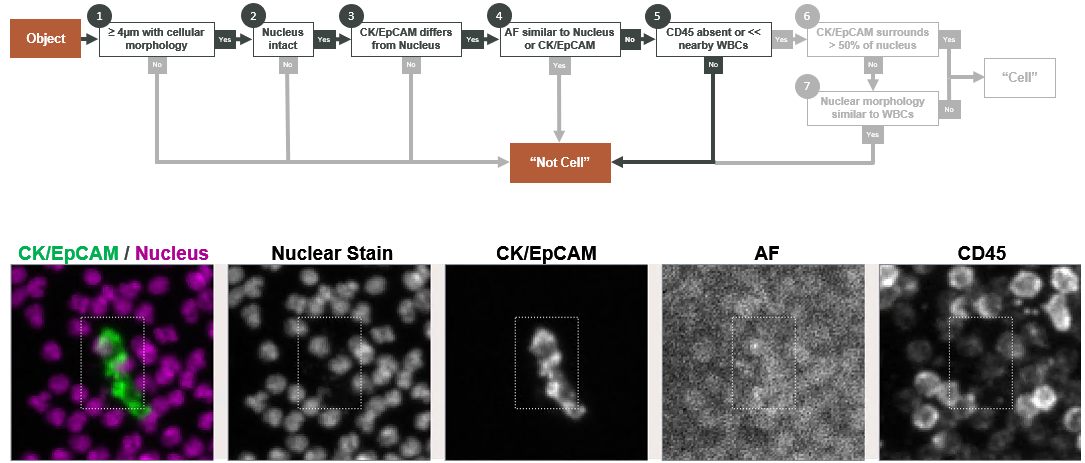 1
2
3
4
5
6
Object
≥ 4µm with cellular
morphology
Yes
No
Nucleus
intact
Yes
No
CK/EpCAM differs
from Nucleus
Yes
No
AF similar to Nucleus
or CK/EpCAM
No
Yes
CD45 absent or <<
nearby WBCs
Yes
No
CK/EpCAM surrounds
> 50% of nucleus
Yes
No
7
Nuclear morphology
similar to WBCs
No
Yes
“Cell”
“Not Cell”
CK/EpCAM / Nucleus
Nuclear Stain
CK/EpCAM
AF
CD45